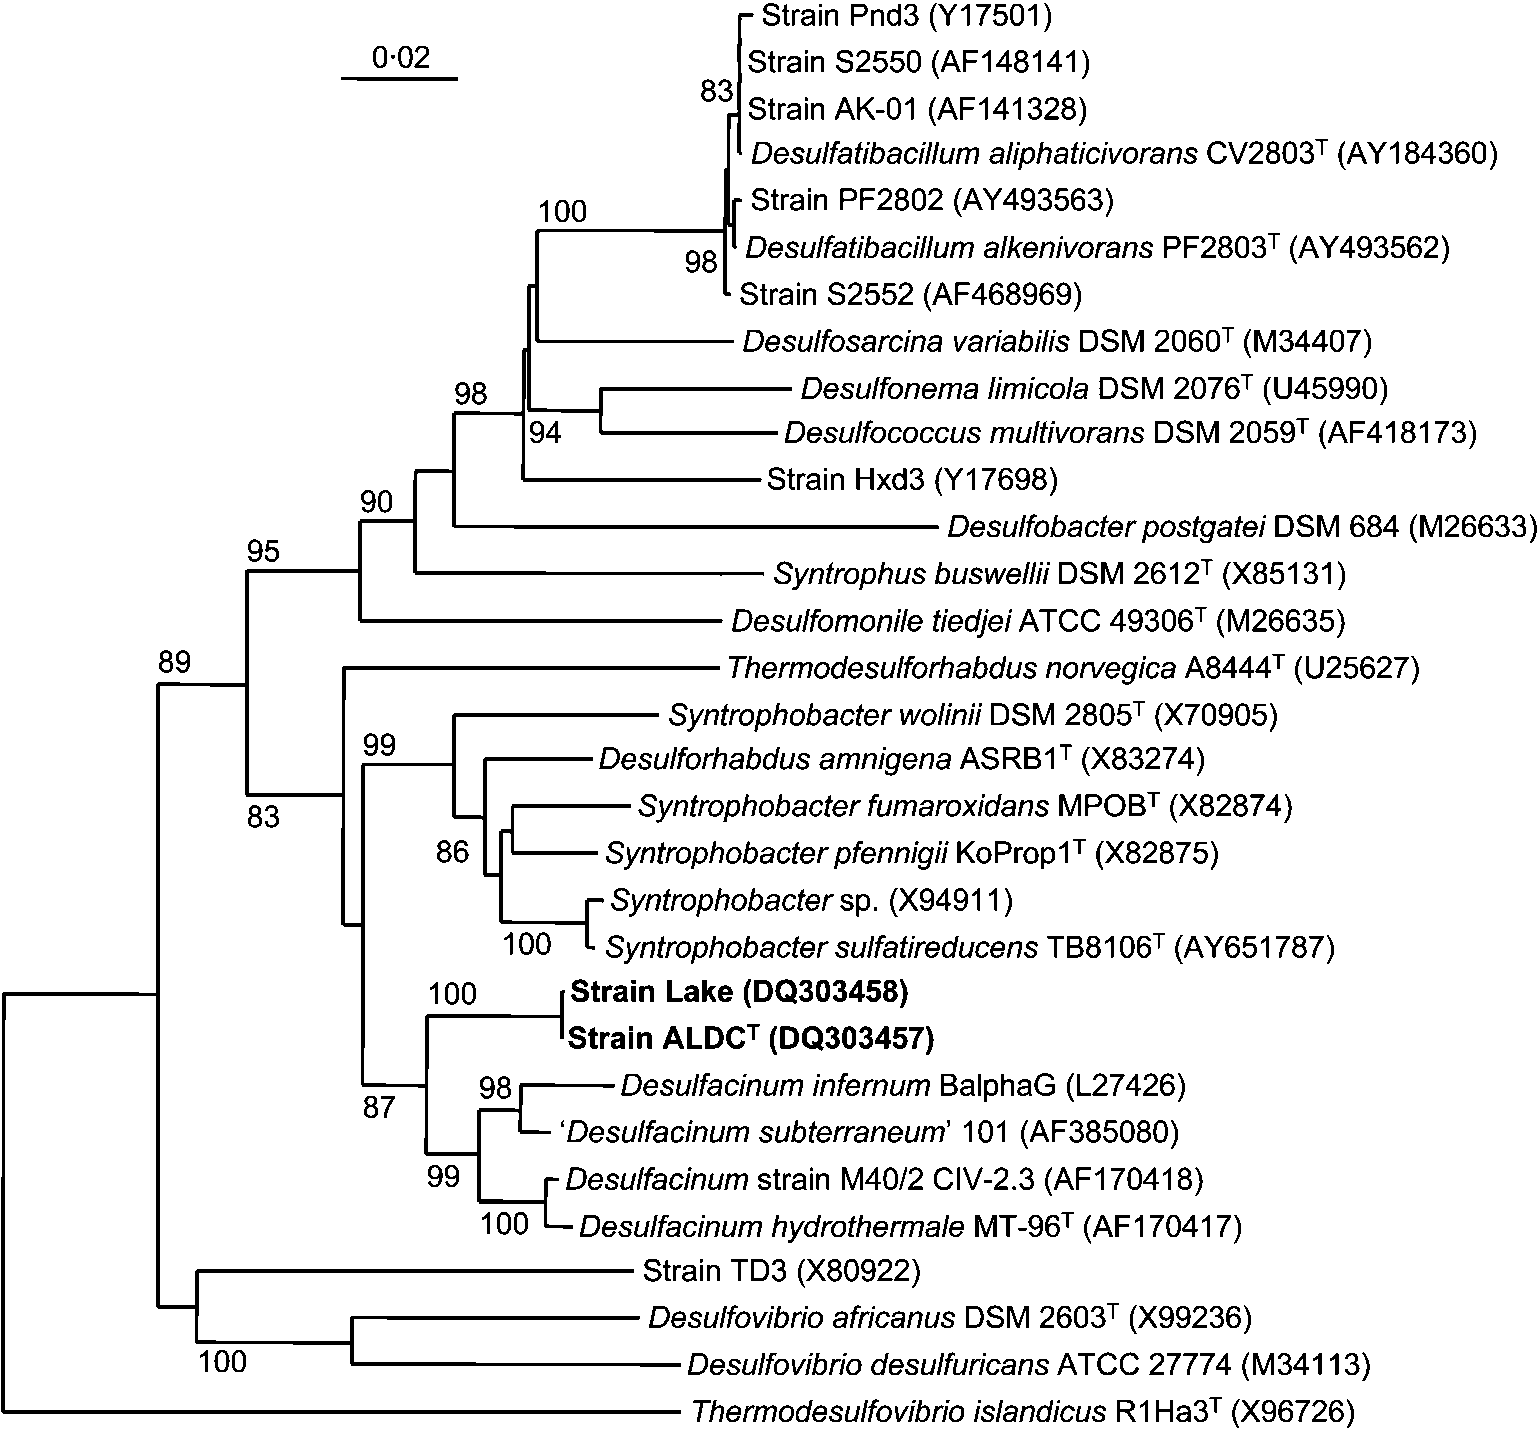 Strain Pnd3 (Y17501)
0·02
Strain S2550 (AF148141)
83
Strain AK-01 (AF141328)
Desulfatibacillum aliphaticivorans CV2803ᵀ (AY184360)
Strain PF2802 (AY493563)
100
Desulfatibacillum alkenivorans PF2803ᵀ (AY493562)
98
Strain S2552 (AF468969)
Desulfosarcina variabilis DSM 2060ᵀ (M34407)
Desulfonema limicola DSM 2076ᵀ (U45990)
98
94
Desulfococcus multivorans DSM 2059ᵀ (AF418173)
Strain Hxd3 (Y17698)
90
Desulfobacter postgatei DSM 684 (M26633)
95
Syntrophus buswellii DSM 2612ᵀ (X85131)
Desulfomonile tiedjei ATCC 49306ᵀ (M26635)
89
Thermodesulforhabdus norvegica A8444ᵀ (U25627)
Syntrophobacter wolinii DSM 2805ᵀ (X70905)
99
Desulforhabdus amnigena ASRB1ᵀ (X83274)
Syntrophobacter fumaroxidans MPOBᵀ (X82874)
83
86
Syntrophobacter pfennigii KoProp1ᵀ (X82875)
Syntrophobacter sp. (X94911)
100
Syntrophobacter sulfatireducens TB8106ᵀ (AY651787)
100
Strain Lake (DQ303458)
Strain ALDCᵀ (DQ303457)
98
Desulfacinum infernum BalphaG (L27426)
87
‘Desulfacinum subterraneum’ 101 (AF385080)
99
Desulfacinum strain M40/2 CIV-2.3 (AF170418)
100
Desulfacinum hydrothermale MT-96ᵀ (AF170417)
Strain TD3 (X80922)
Desulfovibrio africanus DSM 2603ᵀ (X99236)
100
Desulfovibrio desulfuricans ATCC 27774 (M34113)
Thermodesulfovibrio islandicus R1Ha3ᵀ (X96726)